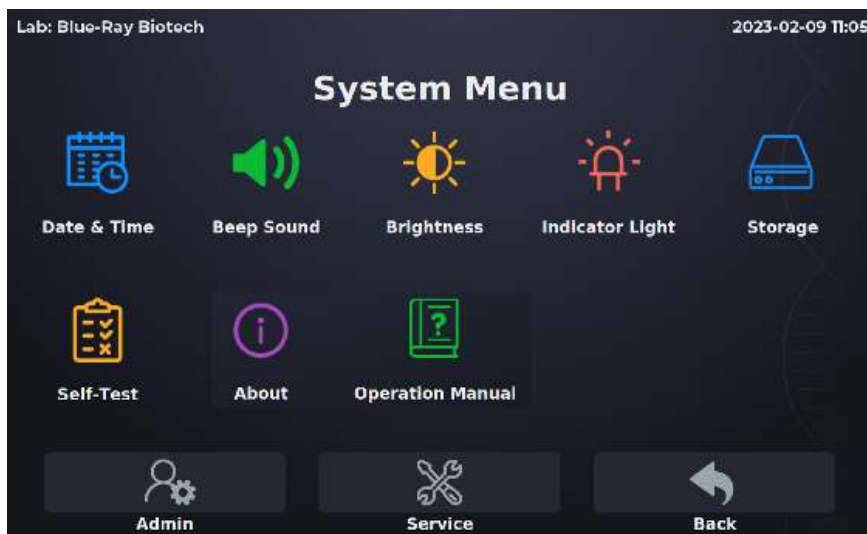 Lab: Blue-Ray Biotech 2023-02-09 11:05
System Menu
Date & Time Beep Sound Brightness Indicator Light Storage
?
Self-Test About Operation Manual
Admin Service Back